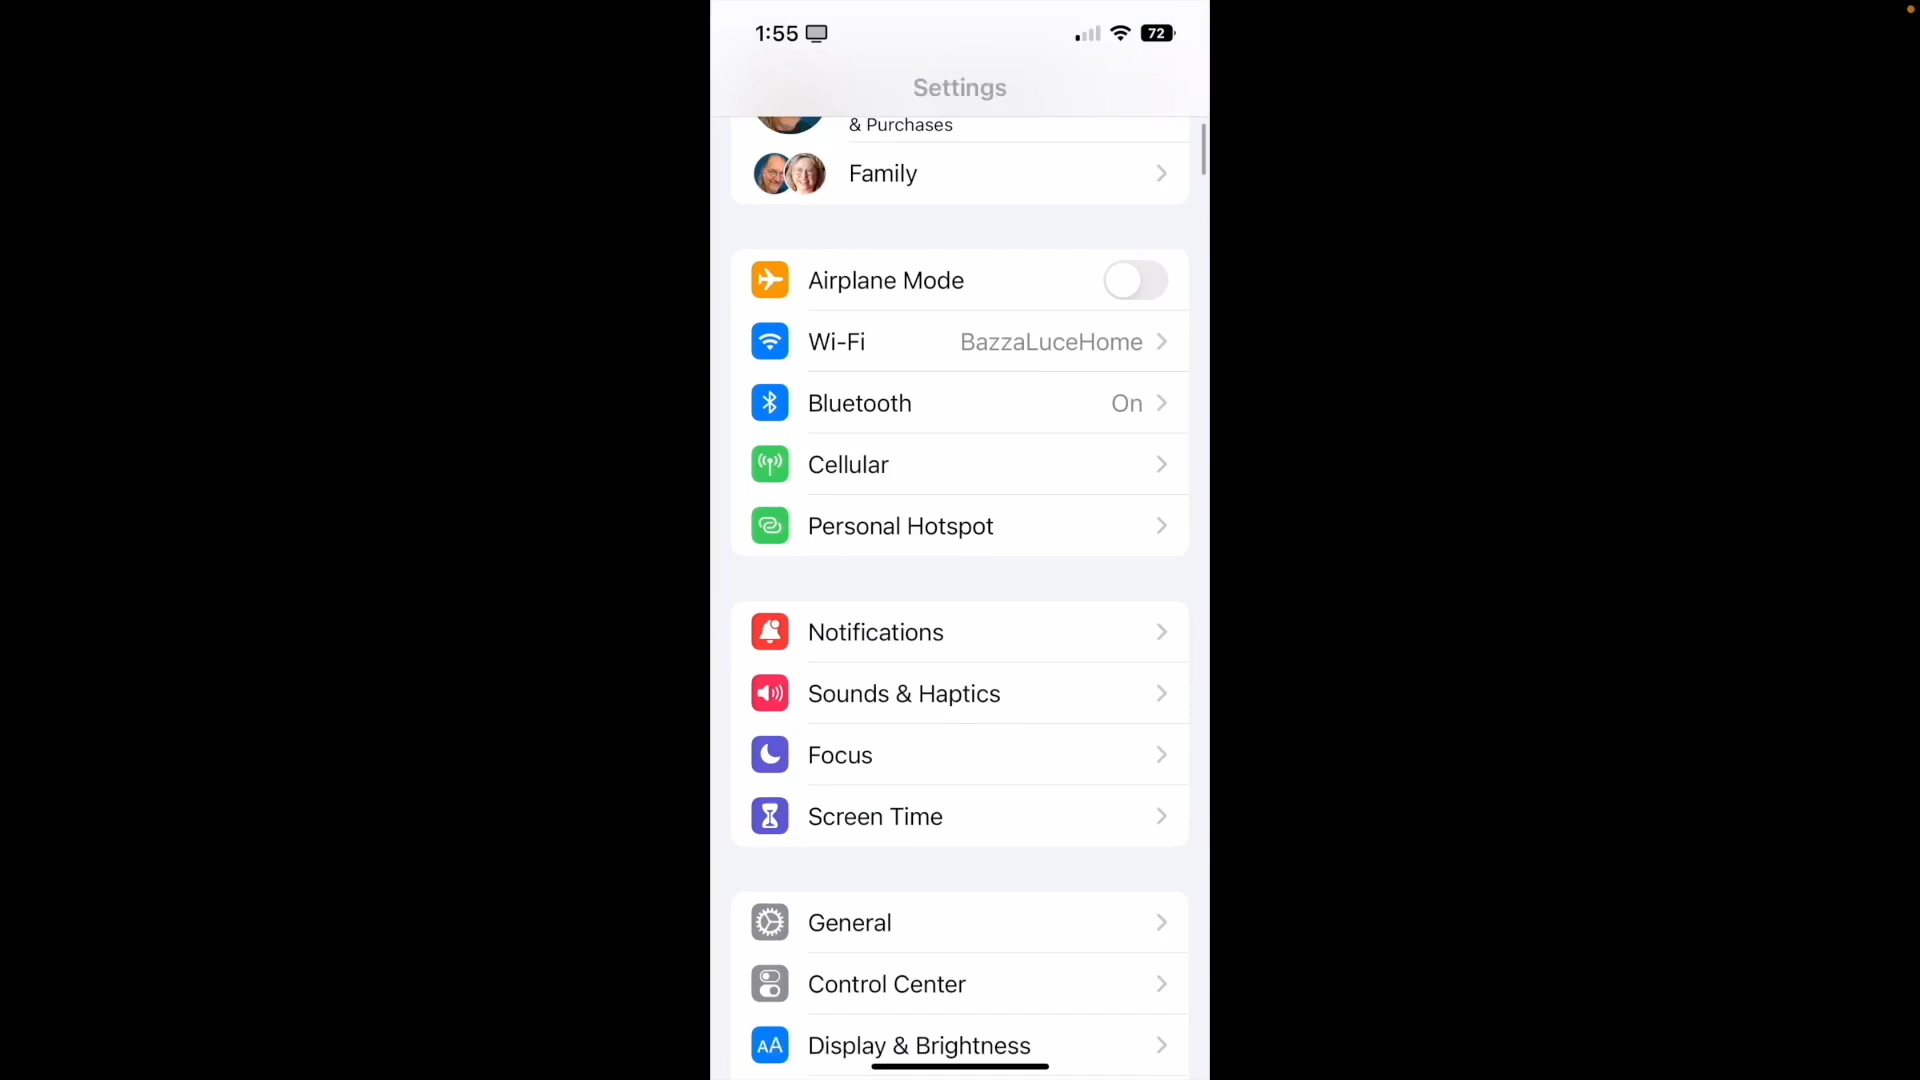 1:55
72
Settings
& Purchases
Family
Airplane Mode
Wi-Fi BazzaLuceHome
Bluetooth On
Cellular
Personal Hotspot
Notifications
Sounds & Haptics
Focus
Screen Time
General
Control Center
AA Display & Brightness